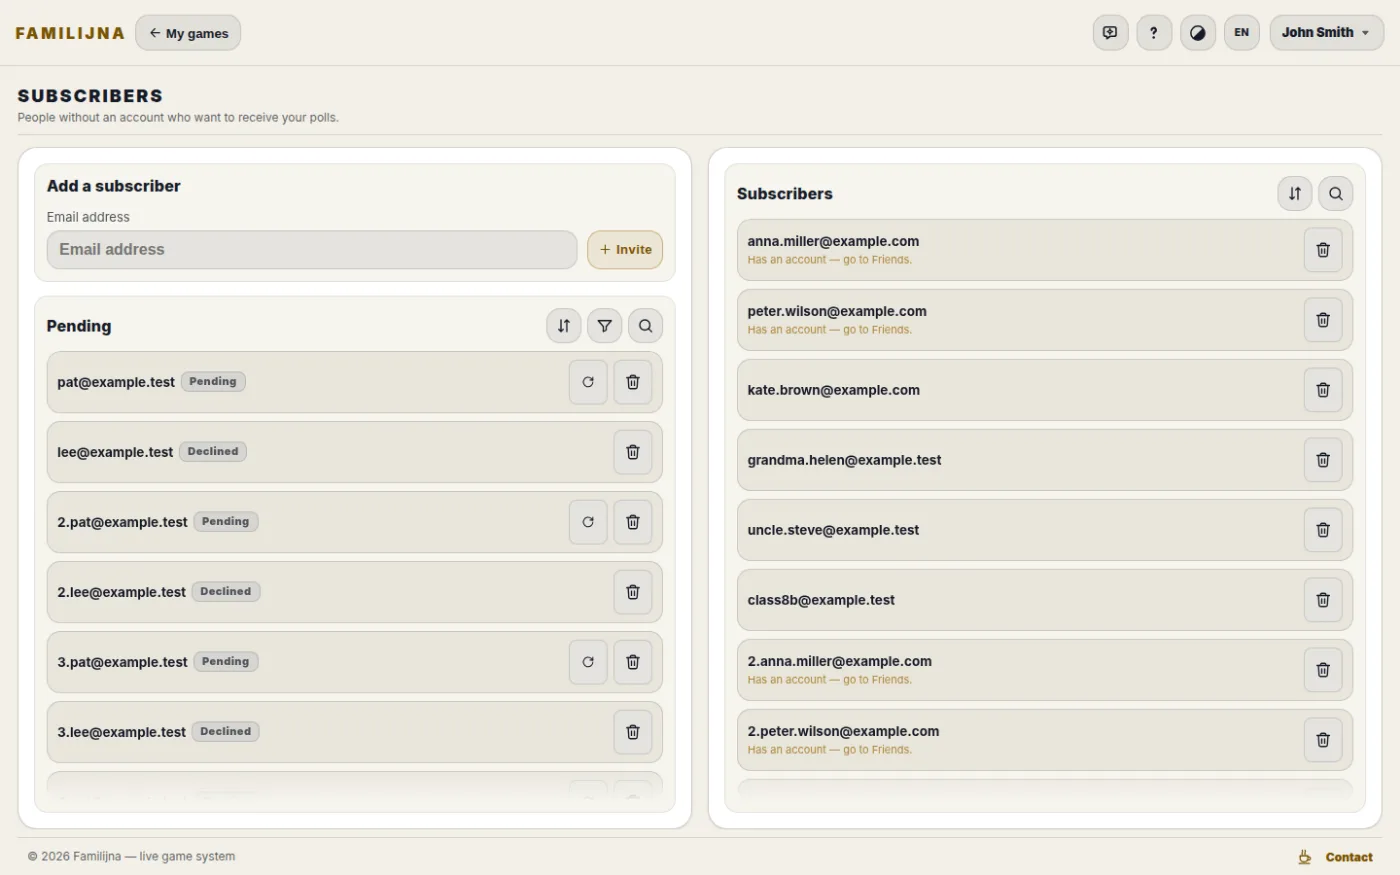 FAMILIJNA
← My games
?
EN
John Smith
SUBSCRIBERS
People without an account who want to receive your polls.
Add a subscriber
Email address
Email address
+ Invite
Pending
pat@example.test Pending
lee@example.test Declined
2.pat@example.test Pending
2.lee@example.test Declined
3.pat@example.test Pending
3.lee@example.test Declined
Subscribers
anna.miller@example.com
Has an account — go to Friends.
peter.wilson@example.com
Has an account — go to Friends.
kate.brown@example.com
grandma.helen@example.test
uncle.steve@example.test
class8b@example.test
2.anna.miller@example.com
Has an account — go to Friends.
2.peter.wilson@example.com
Has an account — go to Friends.
© 2026 Familijna — live game system
Contact